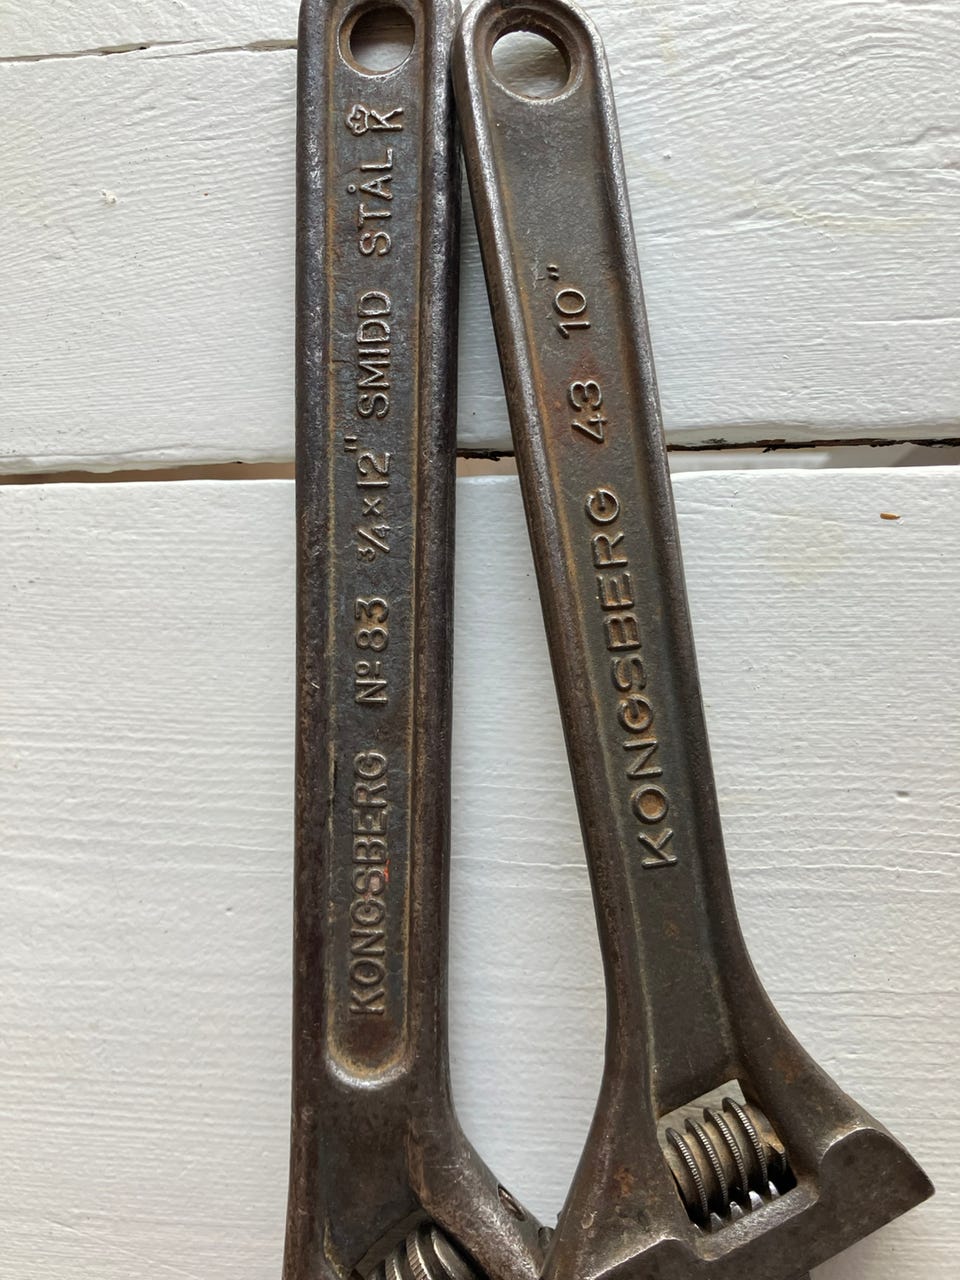 KONGSBERG Nº 83 3/4 × 12" SMIDD STÅL K
KONGSBERG 43 10"